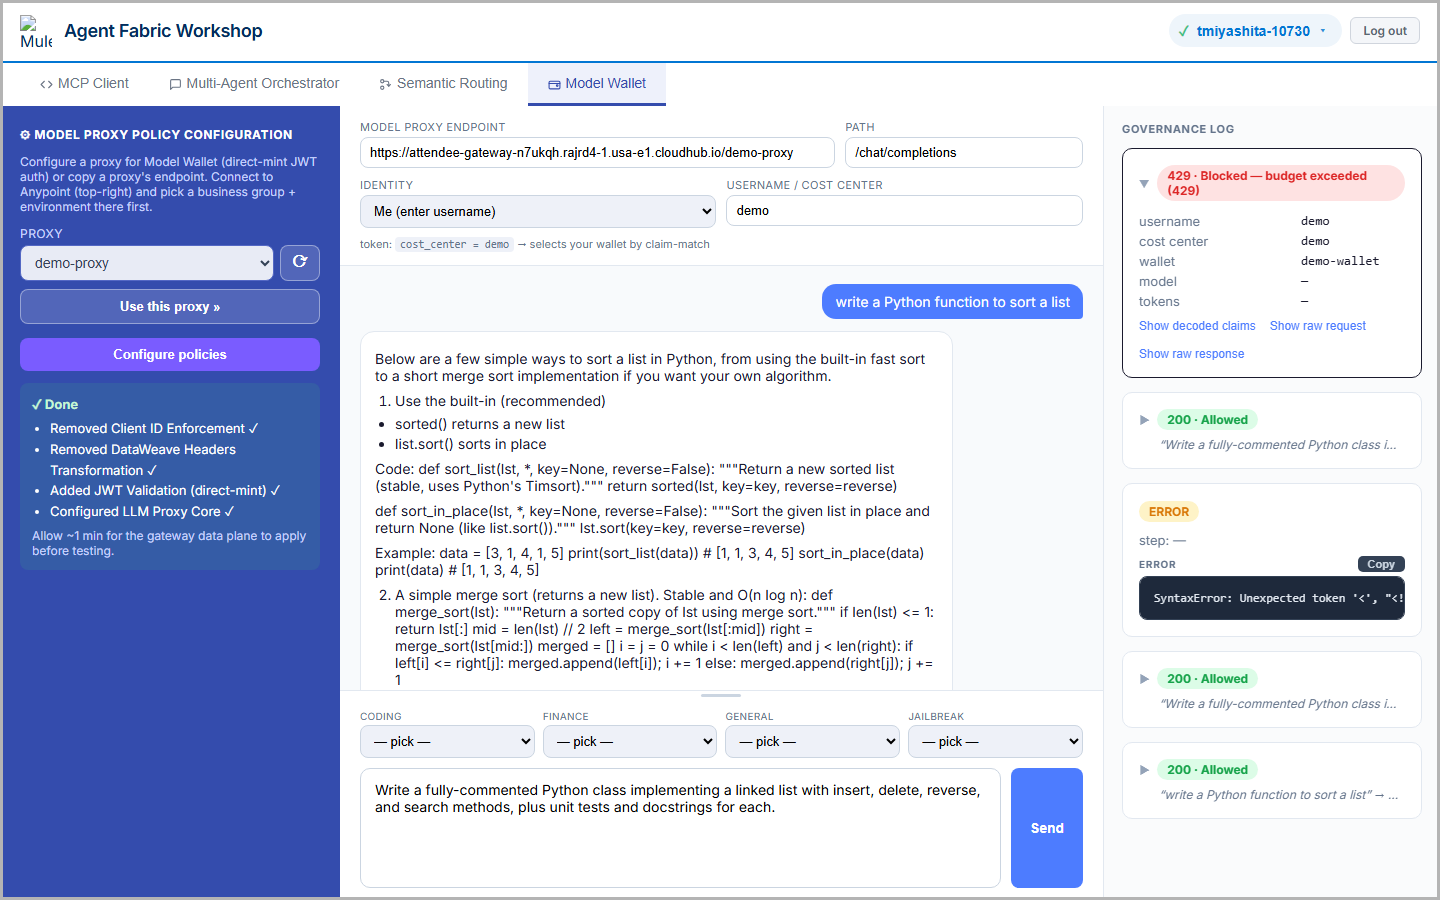 Mule
Agent Fabric Workshop
✓ tmiyashita-10730
Log out
MCP Client
Multi-Agent Orchestrator
Semantic Routing
Model Wallet
⚙ MODEL PROXY POLICY CONFIGURATION
Configure a proxy for Model Wallet (direct-mint JWT
auth) or copy a proxy's endpoint. Connect to
Anypoint (top-right) and pick a business group +
environment there first.
PROXY
demo-proxy
Use this proxy »
Configure policies
✓ Done
• Removed Client ID Enforcement ✓
• Removed DataWeave Headers
Transformation ✓
• Added JWT Validation (direct-mint) ✓
• Configured LLM Proxy Core ✓
Allow ~1 min for the gateway data plane to apply
before testing.
MODEL PROXY ENDPOINT
PATH
https://attendee-gateway-n7ukqh.rajrd4-1.usa-e1.cloudhub.io/demo-proxy
/chat/completions
IDENTITY
USERNAME / COST CENTER
Me (enter username)
demo
token: cost_center = demo → selects your wallet by claim-match
write a Python function to sort a list
Below are a few simple ways to sort a list in Python, from using the built-in fast sort
to a short merge sort implementation if you want your own algorithm.
1. Use the built-in (recommended)
• sorted() returns a new list
• list.sort() sorts in place
Code: def sort_list(lst, *, key=None, reverse=False): """Return a new sorted list
(stable, uses Python's Timsort).""" return sorted(lst, key=key, reverse=reverse)
def sort_in_place(lst, *, key=None, reverse=False): """Sort the given list in place and
return None (like list.sort()).""" lst.sort(key=key, reverse=reverse)
Example: data = [3, 1, 4, 1, 5] print(sort_list(data)) # [1, 1, 3, 4, 5] sort_in_place(data)
print(data) # [1, 1, 3, 4, 5]
2. A simple merge sort (returns a new list). Stable and O(n log n): def
merge_sort(lst): """Return a sorted copy of lst using merge sort.""" if len(lst) <= 1:
return lst[:] mid = len(lst) // 2 left = merge_sort(lst[:mid]) right =
merge_sort(lst[mid:]) merged = [] i = j = 0 while i < len(left) and j < len(right): if
left[i] <= right[j]: merged.append(left[i]); i += 1 else: merged.append(right[j]); j +=
1
CODING
FINANCE
GENERAL
JAILBREAK
— pick —
— pick —
— pick —
— pick —
Write a fully-commented Python class implementing a linked list with insert, delete, reverse,
and search methods, plus unit tests and docstrings for each.
Send
GOVERNANCE LOG
▼ 429 · Blocked — budget exceeded
(429)
username demo
cost center demo
wallet demo-wallet
model —
tokens —
Show decoded claims Show raw request
Show raw response
▶ 200 · Allowed
"Write a fully-commented Python class i...
ERROR
step: —
ERROR
Copy
SyntaxError: Unexpected token '<', "<!
▶ 200 · Allowed
"Write a fully-commented Python class i...
▶ 200 · Allowed
"write a Python function to sort a list" → ...